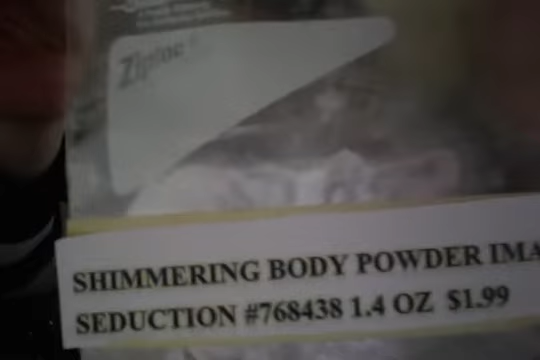 Ziploc
SHIMMERING BODY POWDER IMA
SEDUCTION #768438 1.4 OZ $1.99